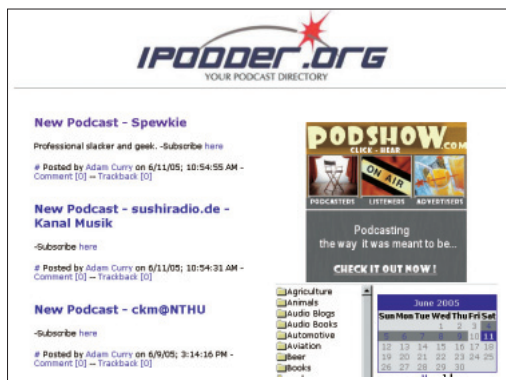 IPODDER.ORG
YOUR PODCAST DIRECTORY
New Podcast - Spewkie
Professional slacker and geek. -Subscribe here
# Posted by Adam Curry on 6/11/05; 10:54:55 AM -
Comment [0] -- Trackback [0]
New Podcast - sushiradio.de -
Kanal Musik
-Subscribe here
# Posted by Adam Curry on 6/11/05; 10:54:31 AM -
Comment [0] -- Trackback [0]
New Podcast - ckm@NTHU
-Subscribe here
# Posted by Adam Curry on 6/9/05; 3:14:16 PM -
Comment [0] -- Trackback [0]
PODSHOW.COM
CLICK - HEAR
ON AIR
PODCASTERS LISTENERS ADVERTISERS
Podcasting
the way it was meant to be...
CHECK IT OUT NOW!
Agriculture
Animals
Audio Blogs
Audio Books
Automotive
Aviation
Beer
Books
June 2005
Sun Mon Tue Wed Thu Fri Sat
1 2 3 4
5 6 7 8 9 10 11
12 13 14 15 16 17 18
19 20 21 22 23 24 25
26 27 28 29 30